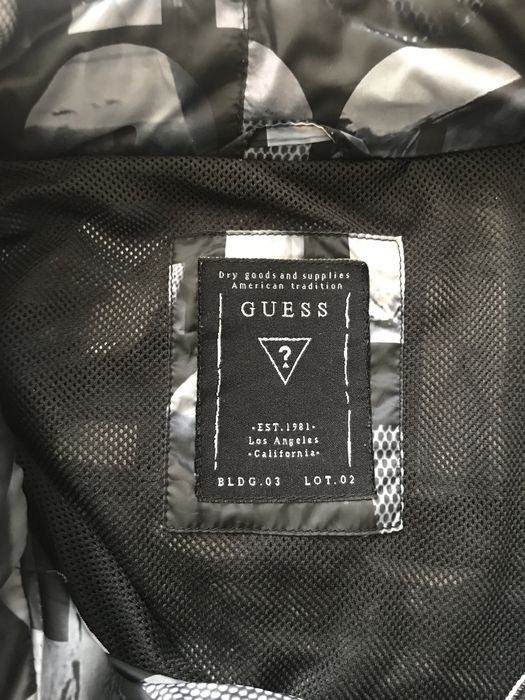 Dry goods and supplies
American tradition
GUESS
?
•EST.1981•
Los Angeles
•California•
BLDG.03 LOT.02